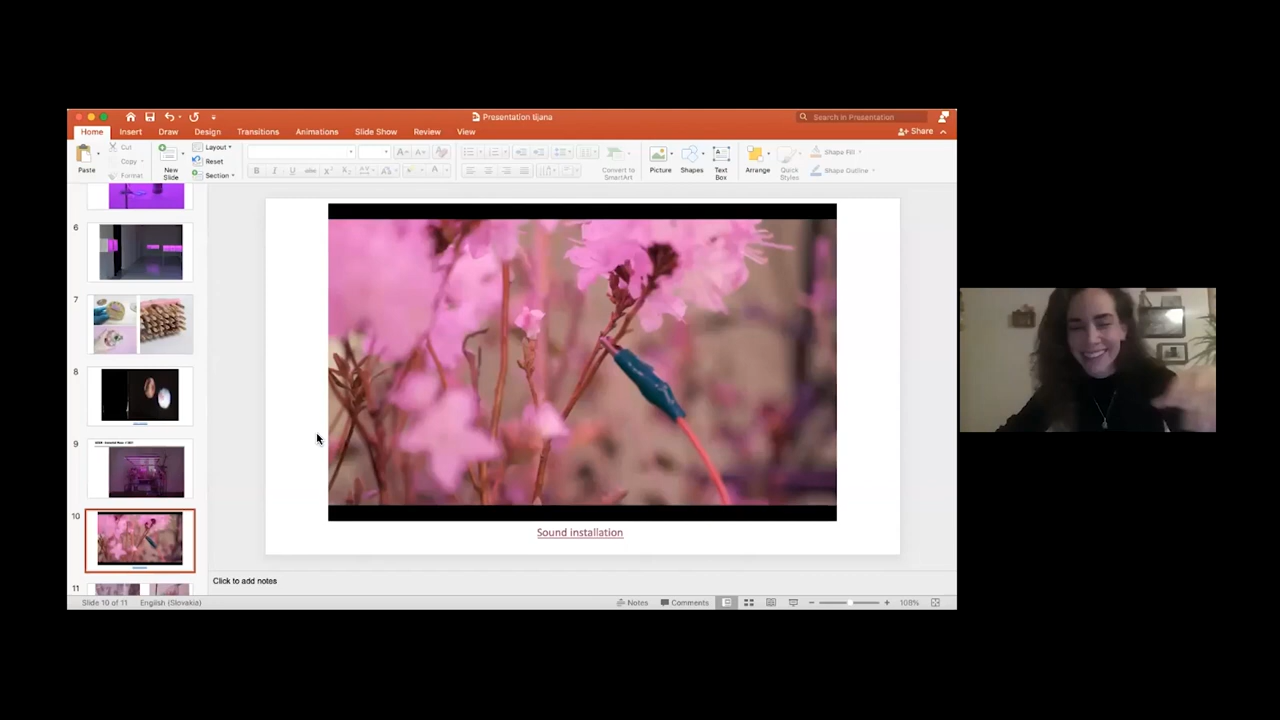 Presentation Iijana
Search in Presentation
Home Insert Draw Design Transitions Animations Slide Show Review View
Share
Paste
Cut
Copy
Format
New Slide
Layout
Reset
Section
Convert to SmartArt
Picture
Shapes
Text Box
Arrange
Quick Styles
Shape Fill
Shape Outline
6
7
8
9
10
11
Sound installation
Click to add notes
Slide 10 of 11 English (Slovakia)
Notes Comments 108%